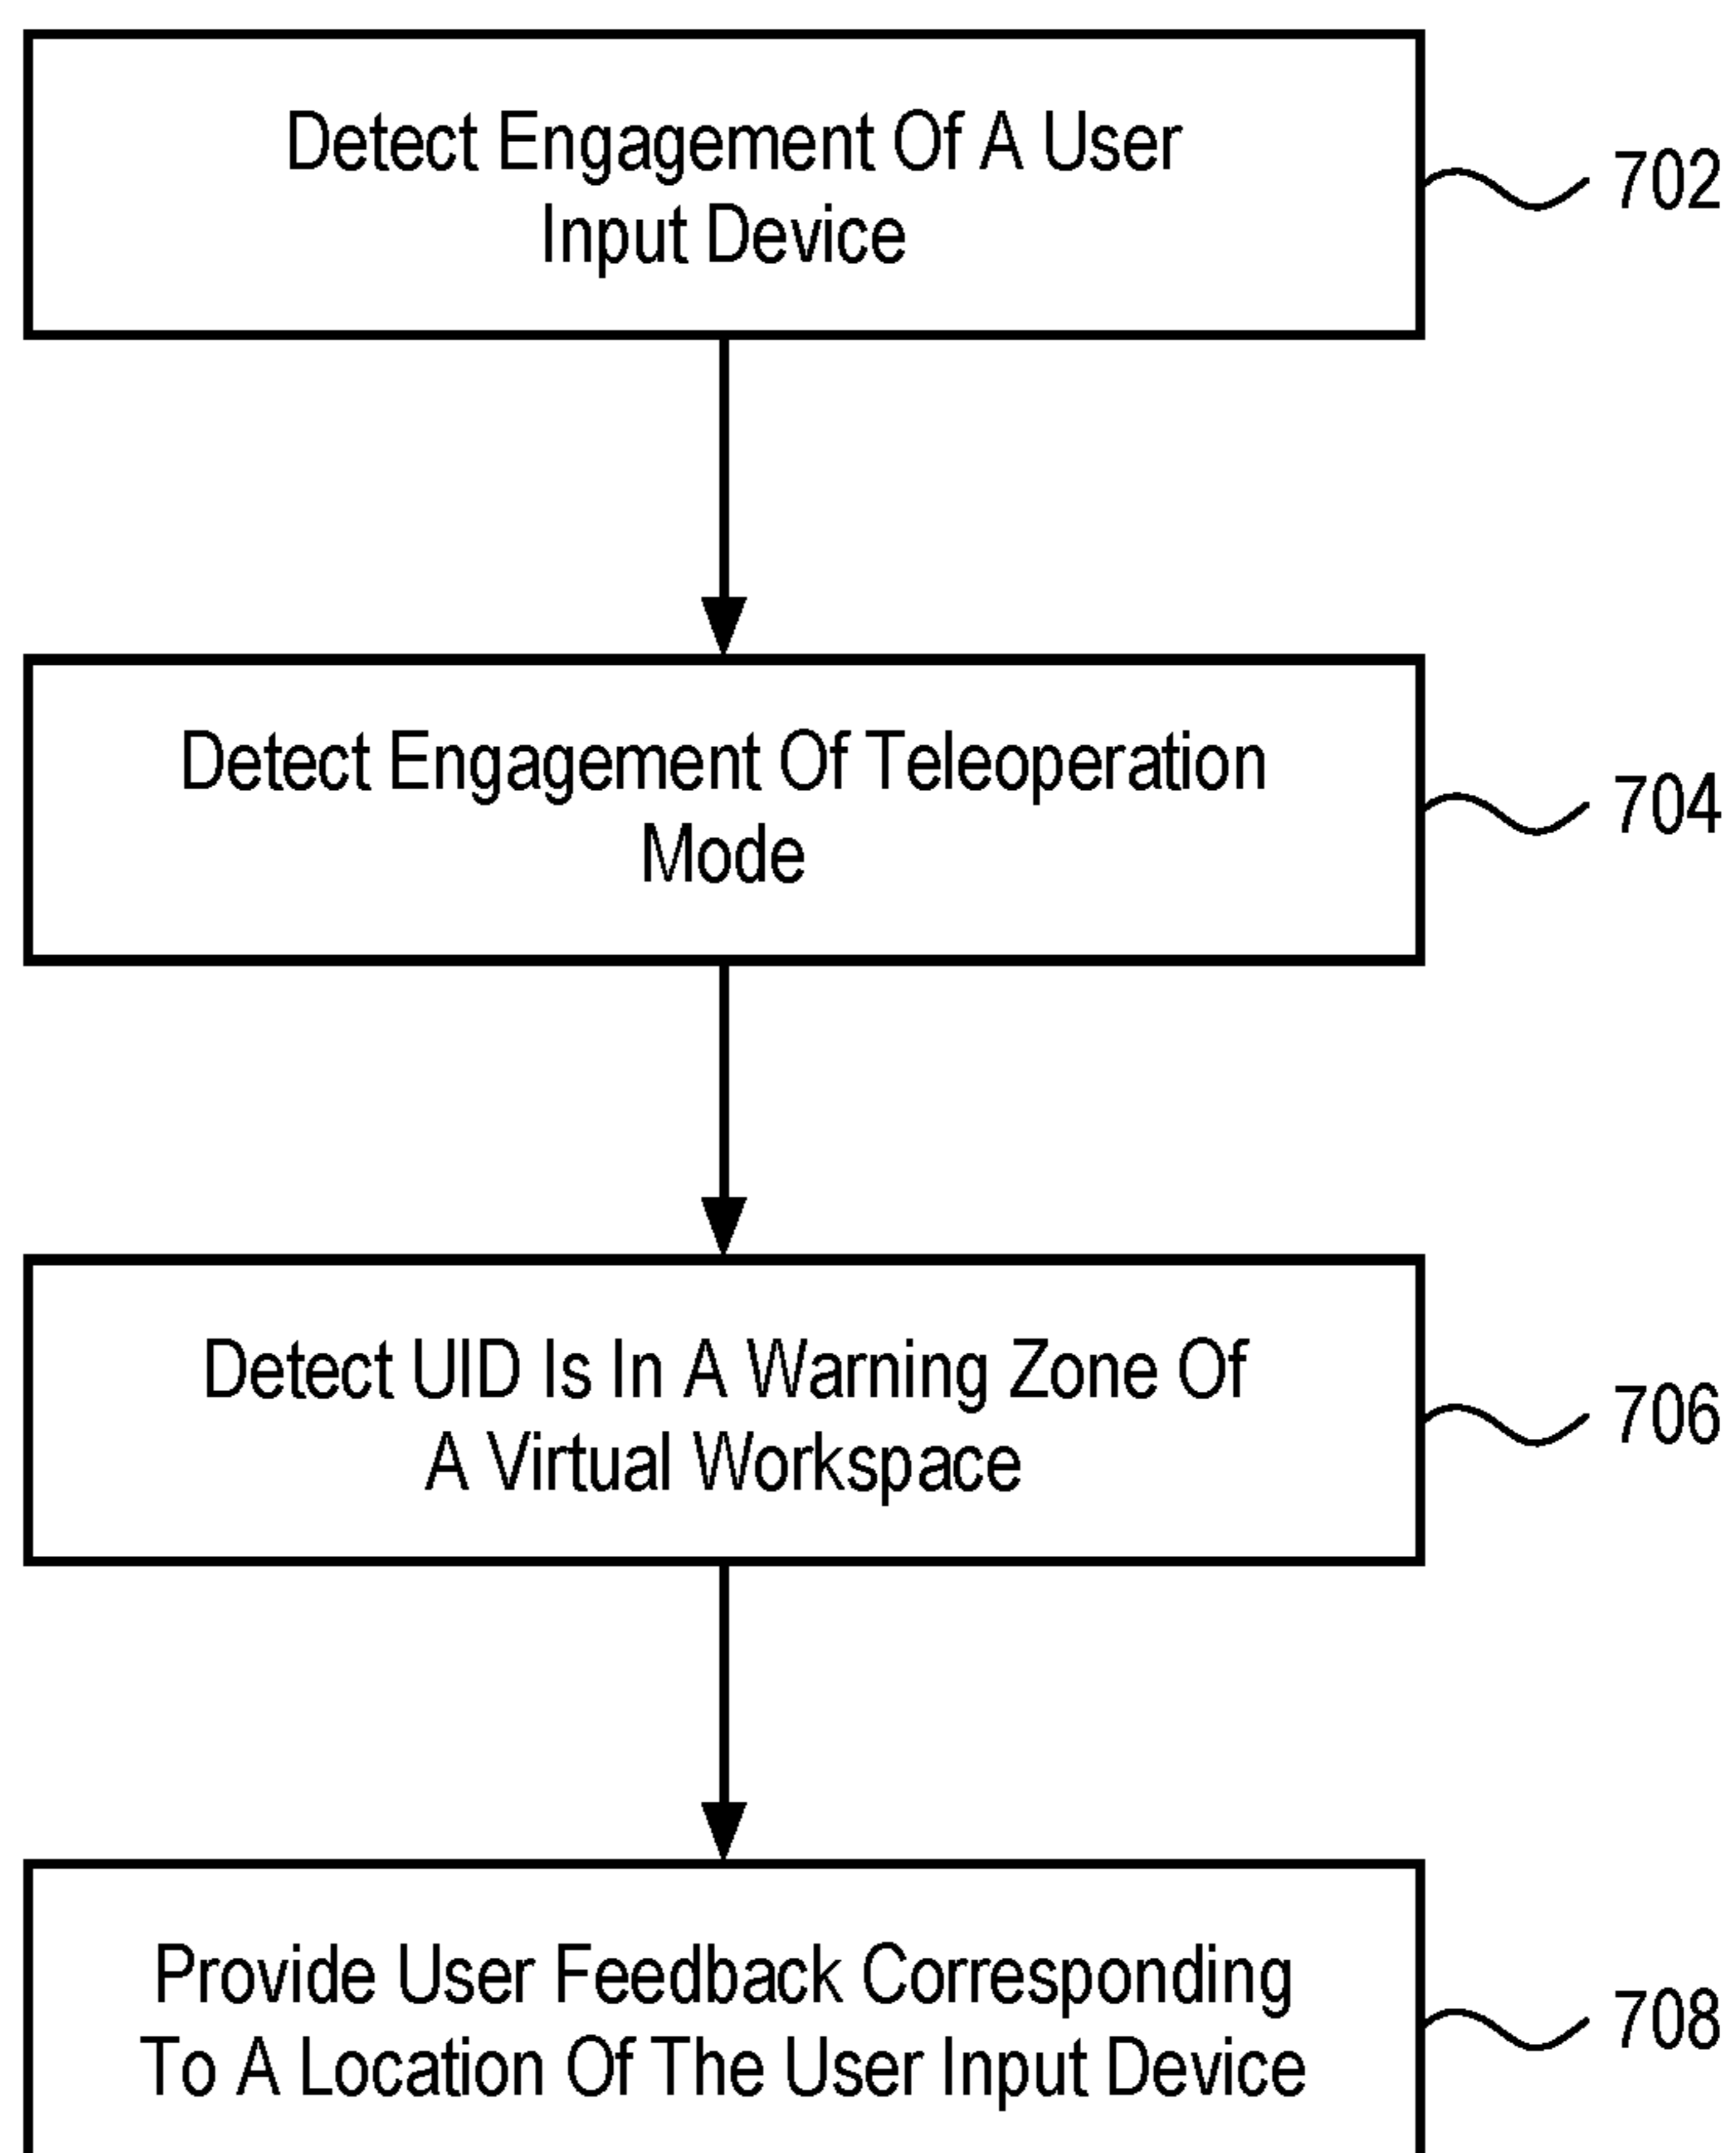 Detect Engagement Of A User
Input Device
702
Detect Engagement Of Teleoperation
Mode
704
Detect UID Is In A Warning Zone Of
A Virtual Workspace
706
Provide User Feedback Corresponding
To A Location Of The User Input Device
708